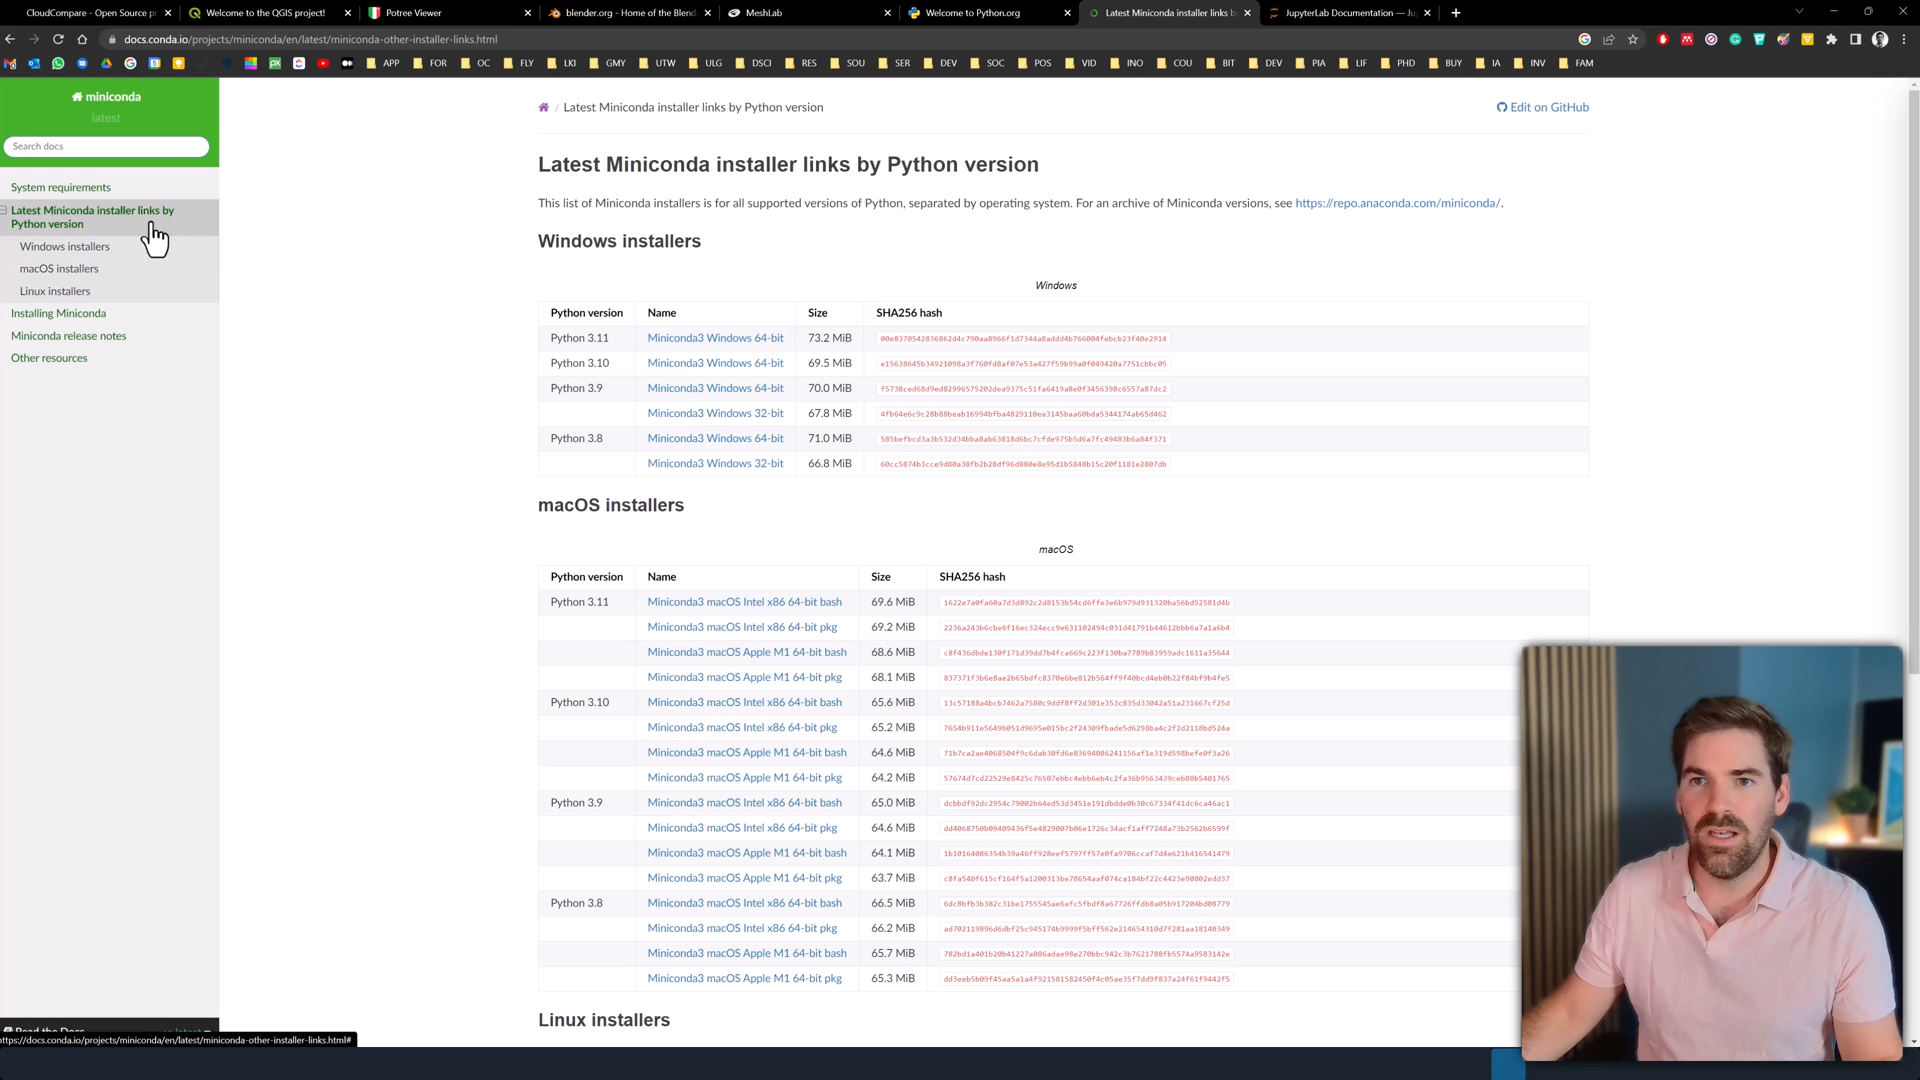 CloudCompare - Open Source p
Welcome to the QGIS project!
Potree Viewer
blender.org - Home of the Blend
MeshLab
Welcome to Python.org
Latest Miniconda installer links b
JupyterLab Documentation — Ju
docs.conda.io/projects/miniconda/en/latest/miniconda-other-installer-links.html
APP FOR OC FLY LKI GMY UTW ULG DSCI RES SOU SER DEV SOC POS VID INO COU BIT DEV PIA LIF PHD BUY IA INV FAM
miniconda
latest
Search docs
System requirements
Latest Miniconda installer links by
Python version
Windows installers
macOS installers
Linux installers
Installing Miniconda
Miniconda release notes
Other resources
/ Latest Miniconda installer links by Python version
Edit on GitHub
Latest Miniconda installer links by Python version
This list of Miniconda installers is for all supported versions of Python, separated by operating system. For an archive of Miniconda versions, see https://repo.anaconda.com/miniconda/.
Windows installers
Windows
Python version Name Size SHA256 hash
Python 3.11 Miniconda3 Windows 64-bit 73.2 MiB
Python 3.10 Miniconda3 Windows 64-bit 69.5 MiB
Python 3.9 Miniconda3 Windows 64-bit 70.0 MiB
Miniconda3 Windows 32-bit 67.8 MiB
Python 3.8 Miniconda3 Windows 64-bit 71.0 MiB
Miniconda3 Windows 32-bit 66.8 MiB
macOS installers
macOS
Python version Name Size SHA256 hash
Python 3.11 Miniconda3 macOS Intel x86 64-bit bash 69.6 MiB
Miniconda3 macOS Intel x86 64-bit pkg 69.2 MiB
Miniconda3 macOS Apple M1 64-bit bash 68.6 MiB
Miniconda3 macOS Apple M1 64-bit pkg 68.1 MiB
Python 3.10 Miniconda3 macOS Intel x86 64-bit bash 65.6 MiB
Miniconda3 macOS Intel x86 64-bit pkg 65.2 MiB
Miniconda3 macOS Apple M1 64-bit bash 64.6 MiB
Miniconda3 macOS Apple M1 64-bit pkg 64.2 MiB
Python 3.9 Miniconda3 macOS Intel x86 64-bit bash 65.0 MiB
Miniconda3 macOS Intel x86 64-bit pkg 64.6 MiB
Miniconda3 macOS Apple M1 64-bit bash 64.1 MiB
Miniconda3 macOS Apple M1 64-bit pkg 63.7 MiB
Python 3.8 Miniconda3 macOS Intel x86 64-bit bash 66.5 MiB
Miniconda3 macOS Intel x86 64-bit pkg 66.2 MiB
Miniconda3 macOS Apple M1 64-bit bash 65.7 MiB
Miniconda3 macOS Apple M1 64-bit pkg 65.3 MiB
Linux installers
Read the Docs
https://docs.conda.io/projects/miniconda/en/latest/miniconda-other-installer-links.html#